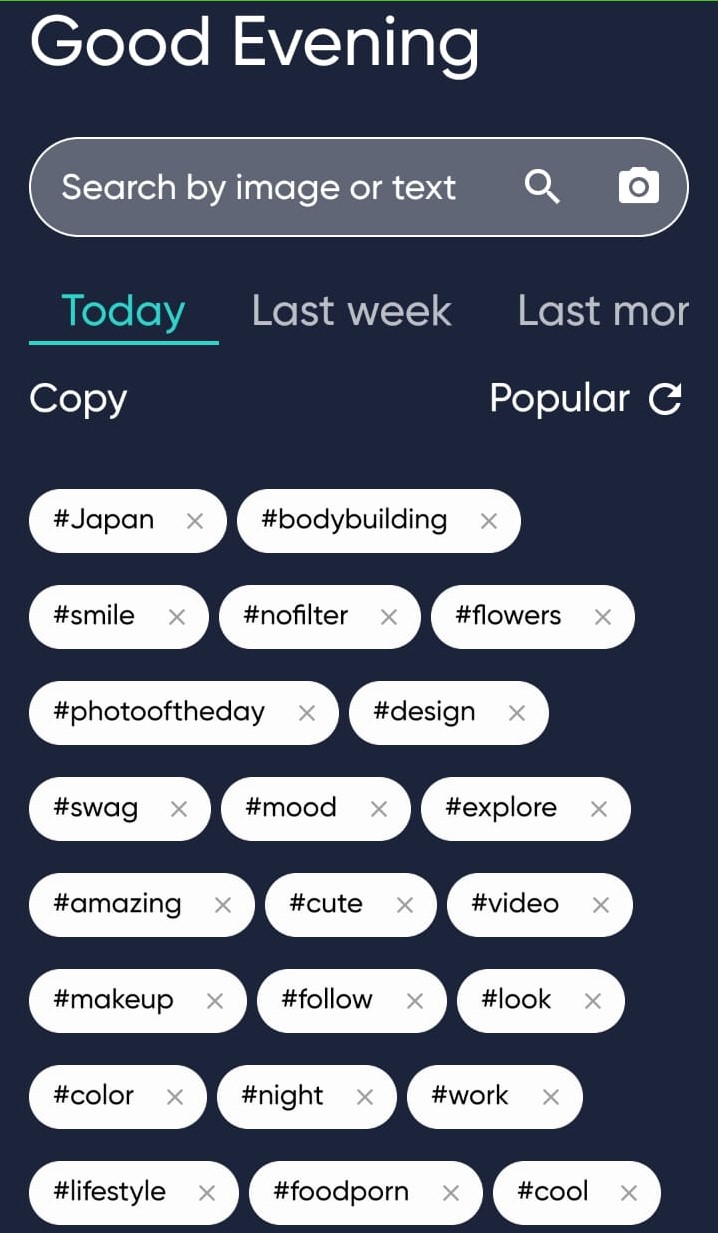 Good Evening
Search by image or text
Today Last week Last mor
Copy Popular
#Japan #bodybuilding
#smile #nofilter #flowers
#photooftheday #design
#swag #mood #explore
#amazing #cute #video
#makeup #follow #look
#color #night #work
#lifestyle #foodporn #cool